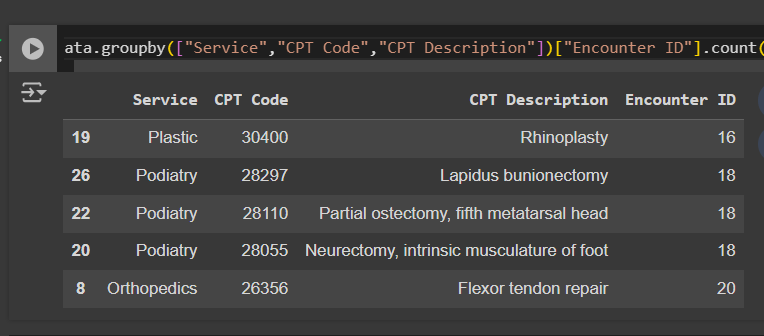 ata.groupby(["Service","CPT Code","CPT Description"])["Encounter ID"].count(
Service CPT Code CPT Description Encounter ID
19 Plastic 30400 Rhinoplasty 16
26 Podiatry 28297 Lapidus bunionectomy 18
22 Podiatry 28110 Partial ostectomy, fifth metatarsal head 18
20 Podiatry 28055 Neurectomy, intrinsic musculature of foot 18
8 Orthopedics 26356 Flexor tendon repair 20